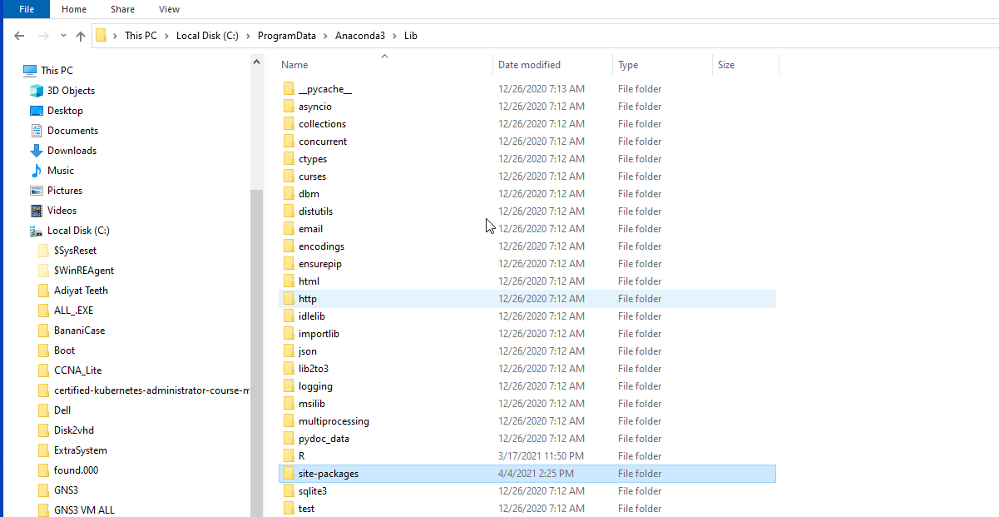 File Home Share View
This PC › Local Disk (C:) › ProgramData › Anaconda3 › Lib
This PC
3D Objects
Desktop
Documents
Downloads
Music
Pictures
Videos
Local Disk (C:)
$SysReset
$WinREAgent
Adiyat Teeth
ALL_.EXE
BananiCase
Boot
CCNA_Lite
certified-kubernetes-administrator-course-m
Dell
Disk2vhd
ExtraSystem
found.000
GNS3
GNS3 VM ALL
Name Date modified Type Size
__pycache__ 12/26/2020 7:13 AM File folder
asyncio 12/26/2020 7:12 AM File folder
collections 12/26/2020 7:12 AM File folder
concurrent 12/26/2020 7:12 AM File folder
ctypes 12/26/2020 7:12 AM File folder
curses 12/26/2020 7:12 AM File folder
dbm 12/26/2020 7:12 AM File folder
distutils 12/26/2020 7:12 AM File folder
email 12/26/2020 7:12 AM File folder
encodings 12/26/2020 7:12 AM File folder
ensurepip 12/26/2020 7:12 AM File folder
html 12/26/2020 7:12 AM File folder
http 12/26/2020 7:12 AM File folder
idlelib 12/26/2020 7:12 AM File folder
importlib 12/26/2020 7:12 AM File folder
json 12/26/2020 7:12 AM File folder
lib2to3 12/26/2020 7:12 AM File folder
logging 12/26/2020 7:12 AM File folder
msilib 12/26/2020 7:12 AM File folder
multiprocessing 12/26/2020 7:12 AM File folder
pydoc_data 12/26/2020 7:12 AM File folder
R 3/17/2021 11:50 PM File folder
site-packages 4/4/2021 2:25 PM File folder
sqlite3 12/26/2020 7:12 AM File folder
test 12/26/2020 7:12 AM File folder